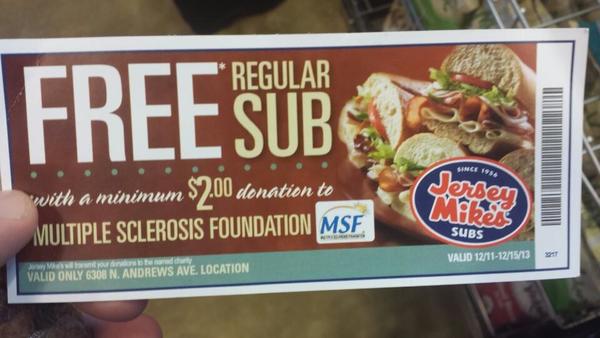 FREE*
REGULAR
SUB
with a minimum $2.00 donation to
MULTIPLE SCLEROSIS FOUNDATION
MSF
SINCE 1956
Jersey
Mike's
SUBS
Jersey Mike's will transmit your donations to the named charity
VALID ONLY 6308 N. ANDREWS AVE. LOCATION
VALID 12/11-12/15/13
3217